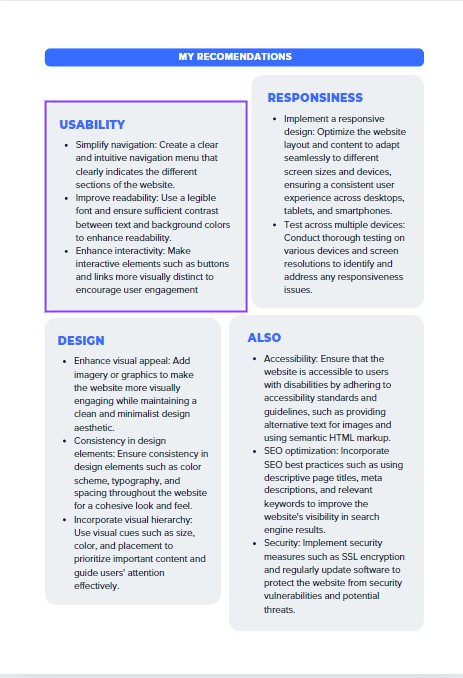 MY RECOMENDATIONS
USABILITY
• Simplify navigation: Create a clear
and intuitive navigation menu that
clearly indicates the different
sections of the website.
• Improve readability: Use a legible
font and ensure sufficient contrast
between text and background colors
to enhance readability.
• Enhance interactivity: Make
interactive elements such as buttons
and links more visually distinct to
encourage user engagement
RESPONSINESS
• Implement a responsive
design: Optimize the website
layout and content to adapt
seamlessly to different
screen sizes and devices,
ensuring a consistent user
experience across desktops,
tablets, and smartphones.
• Test across multiple devices:
Conduct thorough testing on
various devices and screen
resolutions to identify and
address any responsiveness
issues.
DESIGN
• Enhance visual appeal: Add
imagery or graphics to make
the website more visually
engaging while maintaining a
clean and minimalist design
aesthetic.
• Consistency in design
elements: Ensure consistency in
design elements such as color
scheme, typography, and
spacing throughout the website
for a cohesive look and feel.
• Incorporate visual hierarchy:
Use visual cues such as size,
color, and placement to
prioritize important content and
guide users' attention
effectively.
ALSO
• Accessibility: Ensure that the
website is accessible to users
with disabilities by adhering to
accessibility standards and
guidelines, such as providing
alternative text for images and
using semantic HTML markup.
• SEO optimization: Incorporate
SEO best practices such as using
descriptive page titles, meta
descriptions, and relevant
keywords to improve the
website's visibility in search
engine results.
• Security: Implement security
measures such as SSL encryption
and regularly update software to
protect the website from security
vulnerabilities and potential
threats.